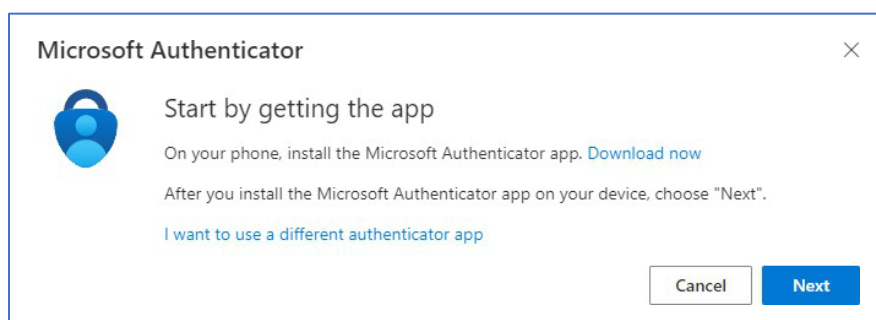 Microsoft Authenticator
Start by getting the app
On your phone, install the Microsoft Authenticator app. Download now
After you install the Microsoft Authenticator app on your device, choose "Next".
I want to use a different authenticator app
Cancel Next